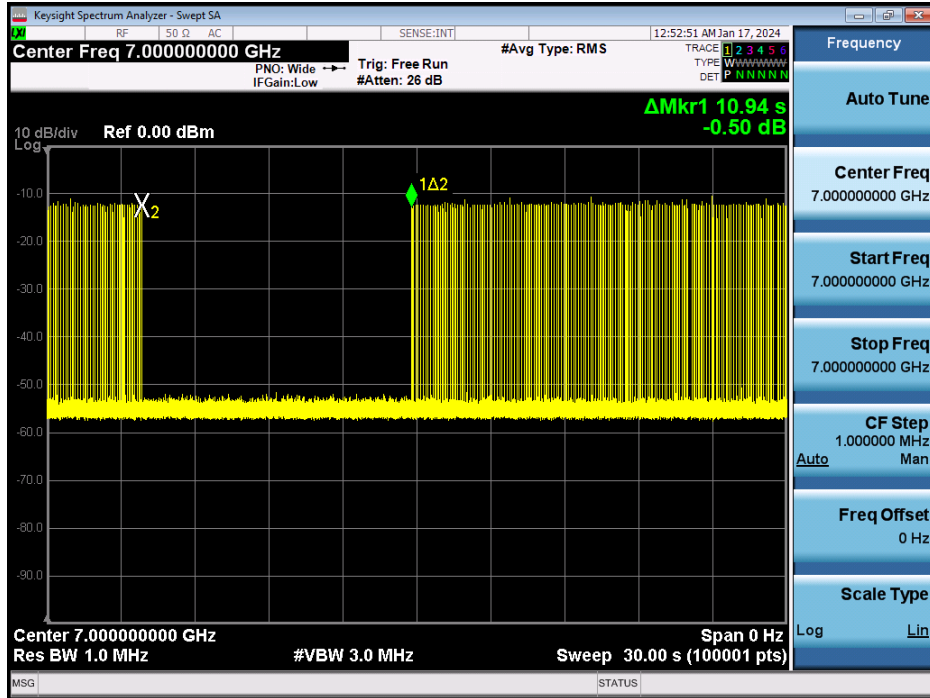 Keysight Spectrum Analyzer - Swept SA
LXI RF 50 Ω AC SENSE:INT 12:52:51 AM Jan 17, 2024
Center Freq 7.000000000 GHz
#Avg Type: RMS
TRACE 1 2 3 4 5 6
PNO: Wide Trig: Free Run
TYPE WWWWWW
IFGain:Low #Atten: 26 dB
DET P N N N N N
ΔMkr1 10.94 s
-0.50 dB
10 dB/div Ref 0.00 dBm
Log
1Δ2
-10.0
2
-20.0
-30.0
-40.0
-50.0
-60.0
-70.0
-80.0
-90.0
Center 7.000000000 GHz Span 0 Hz
Res BW 1.0 MHz #VBW 3.0 MHz Sweep 30.00 s (100001 pts)
MSG STATUS
Frequency
Auto Tune
Center Freq
7.000000000 GHz
Start Freq
7.000000000 GHz
Stop Freq
7.000000000 GHz
CF Step
1.000000 MHz
Auto Man
Freq Offset
0 Hz
Scale Type
Log Lin